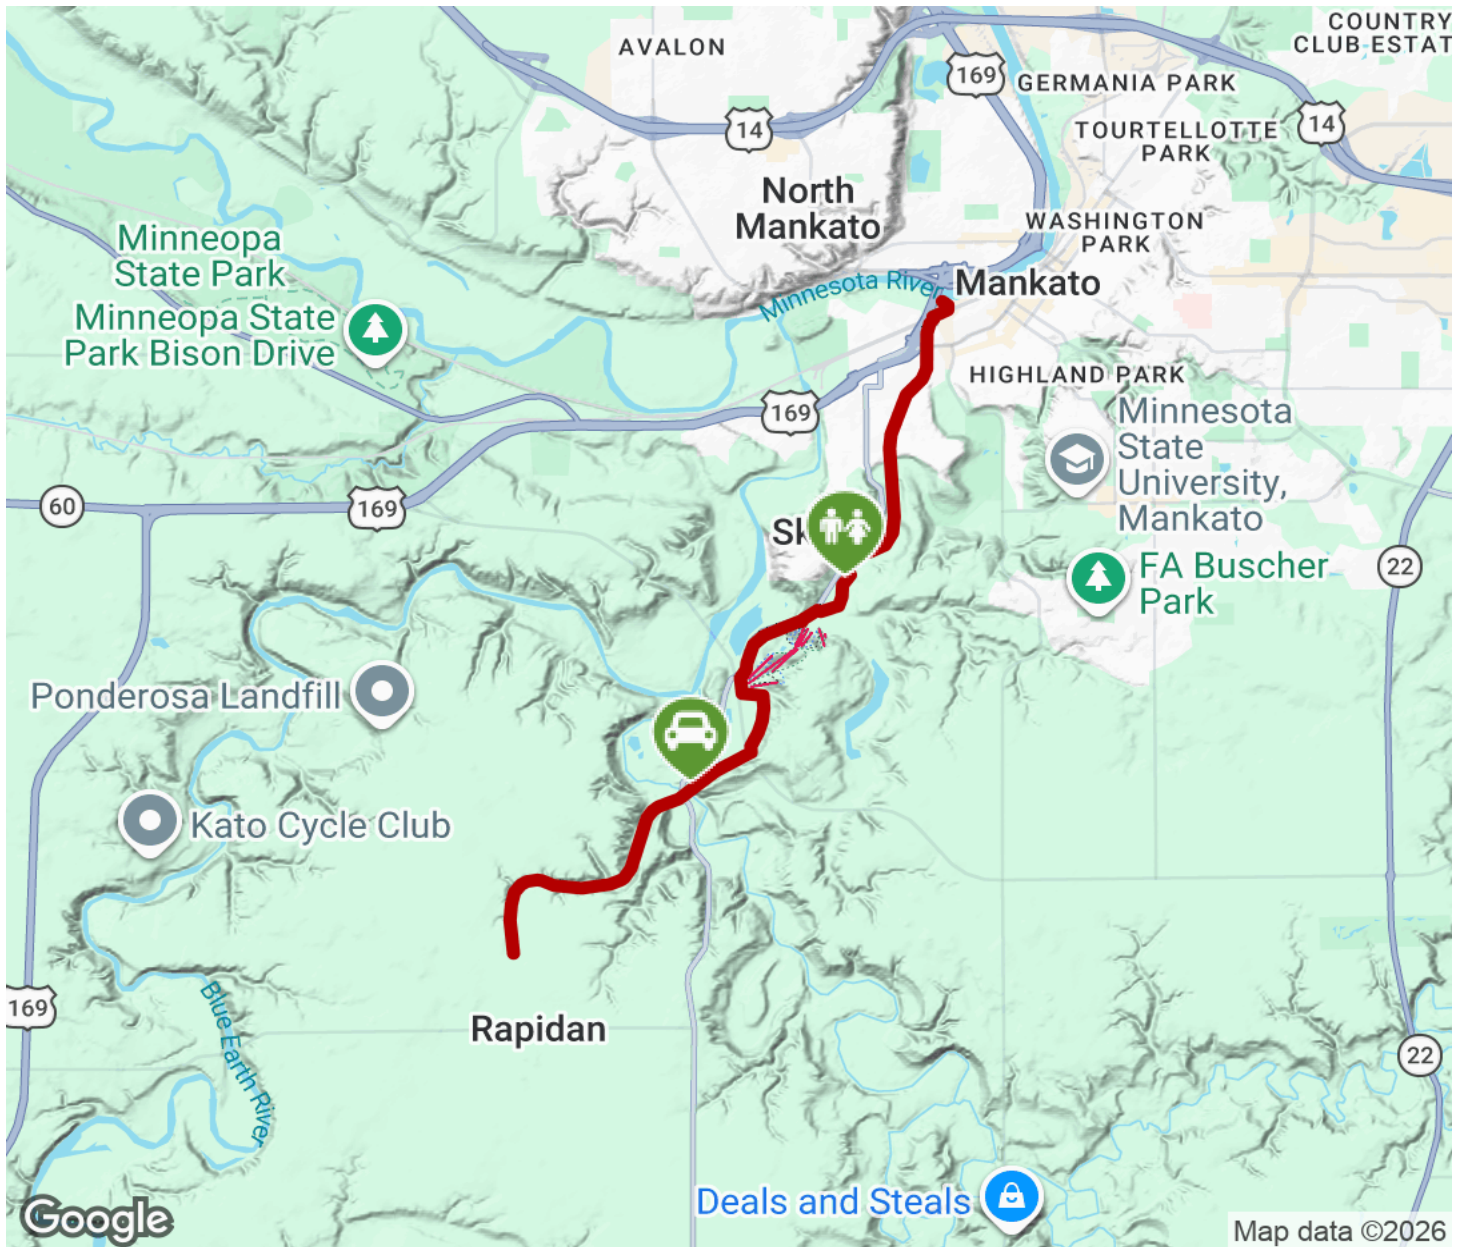 COUNTRY
CLUB ESTAT
AVALON
169
GERMANIA PARK
14
14
TOURTELLOTTE
PARK
North
Mankato
WASHINGTON
PARK
Minneopa
State Park
Minnesota River
Mankato
Minneopa State
Park Bison Drive
HIGHLAND PARK
169
Minnesota
State
University,
Mankato
60
169
Sk
FA Buscher
Park
22
Ponderosa Landfill
Kato Cycle Club
169
Blue Earth River
Rapidan
22
Deals and Steals
Google
Map data ©2026